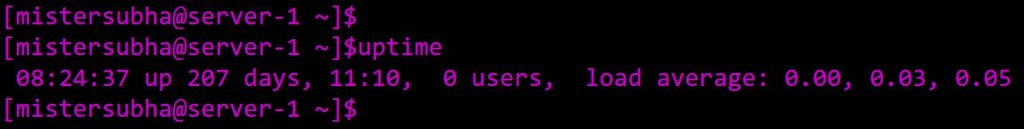 [mistersubha@server-1 ~]$
[mistersubha@server-1 ~]$uptime
 08:24:37 up 207 days, 11:10,  0 users,  load average: 0.00, 0.03, 0.05
[mistersubha@server-1 ~]$